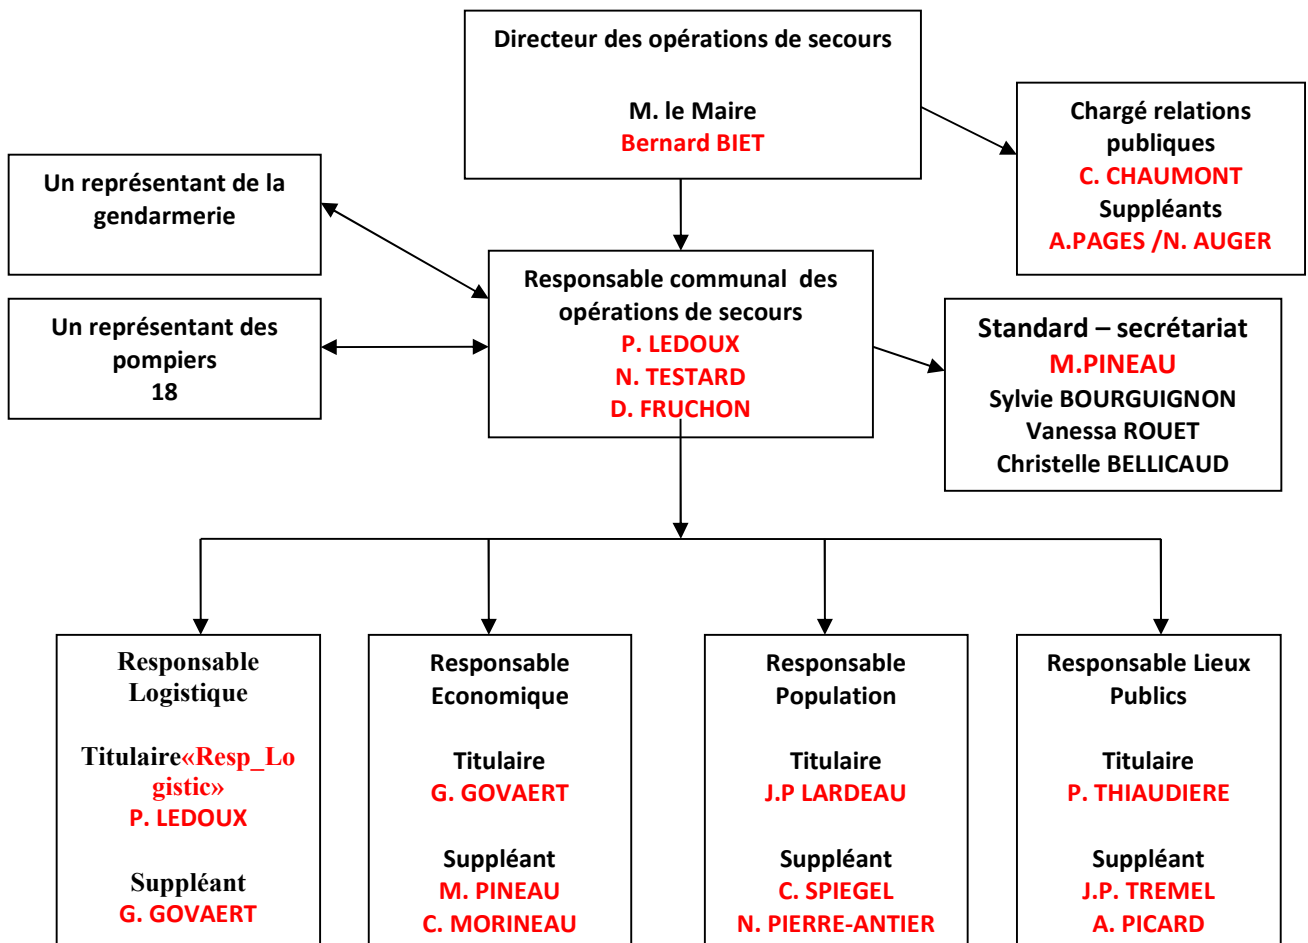 Directeur des opérations de secours
M. le Maire
Bernard BIET
Chargé relations
publiques
C. CHAUMONT
Suppléants
A.PAGES /N. AUGER
Un représentant de la
gendarmerie
Responsable communal  des
opérations de secours
P. LEDOUX
N. TESTARD
D. FRUCHON
Un représentant des
pompiers
18
Standard – secrétariat
M.PINEAU
Sylvie BOURGUIGNON
Vanessa ROUET
Christelle BELLICAUD
Responsable
Logistique
Titulaire«Resp_Lo
gistic»
P. LEDOUX
Suppléant
G. GOVAERT
Responsable
Economique
Titulaire
G. GOVAERT
Suppléant
M. PINEAU
C. MORINEAU
Responsable
Population
Titulaire
J.P LARDEAU
Suppléant
C. SPIEGEL
N. PIERRE-ANTIER
Responsable Lieux
Publics
Titulaire
P. THIAUDIERE
Suppléant
J.P. TREMEL
A. PICARD